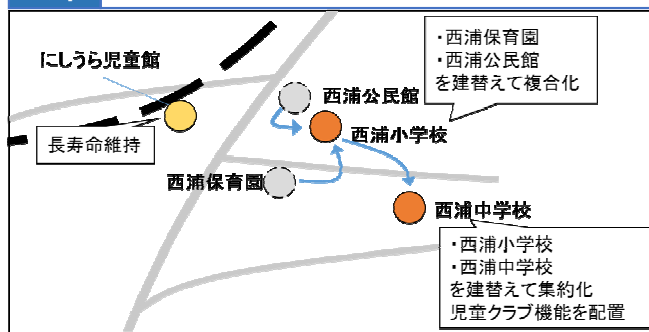 にしうら児童館
長寿命維持
西浦公民館
西浦小学校
西浦保育園
西浦中学校
・西浦保育園
・西浦公民館
を建替えて複合化
・西浦小学校
・西浦中学校
を建替えて集約化
児童クラブ機能を配置